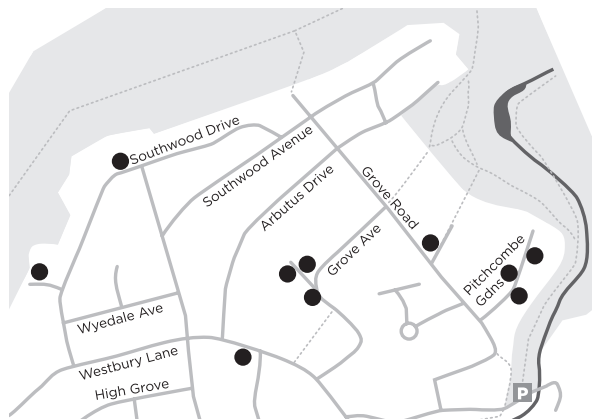 Southwood Drive
Southwood Avenue
Arbutus Drive
Grove Road
Grove Ave
Pitchcombe
Gdns
Wyedale Ave
Westbury Lane
High Grove
P